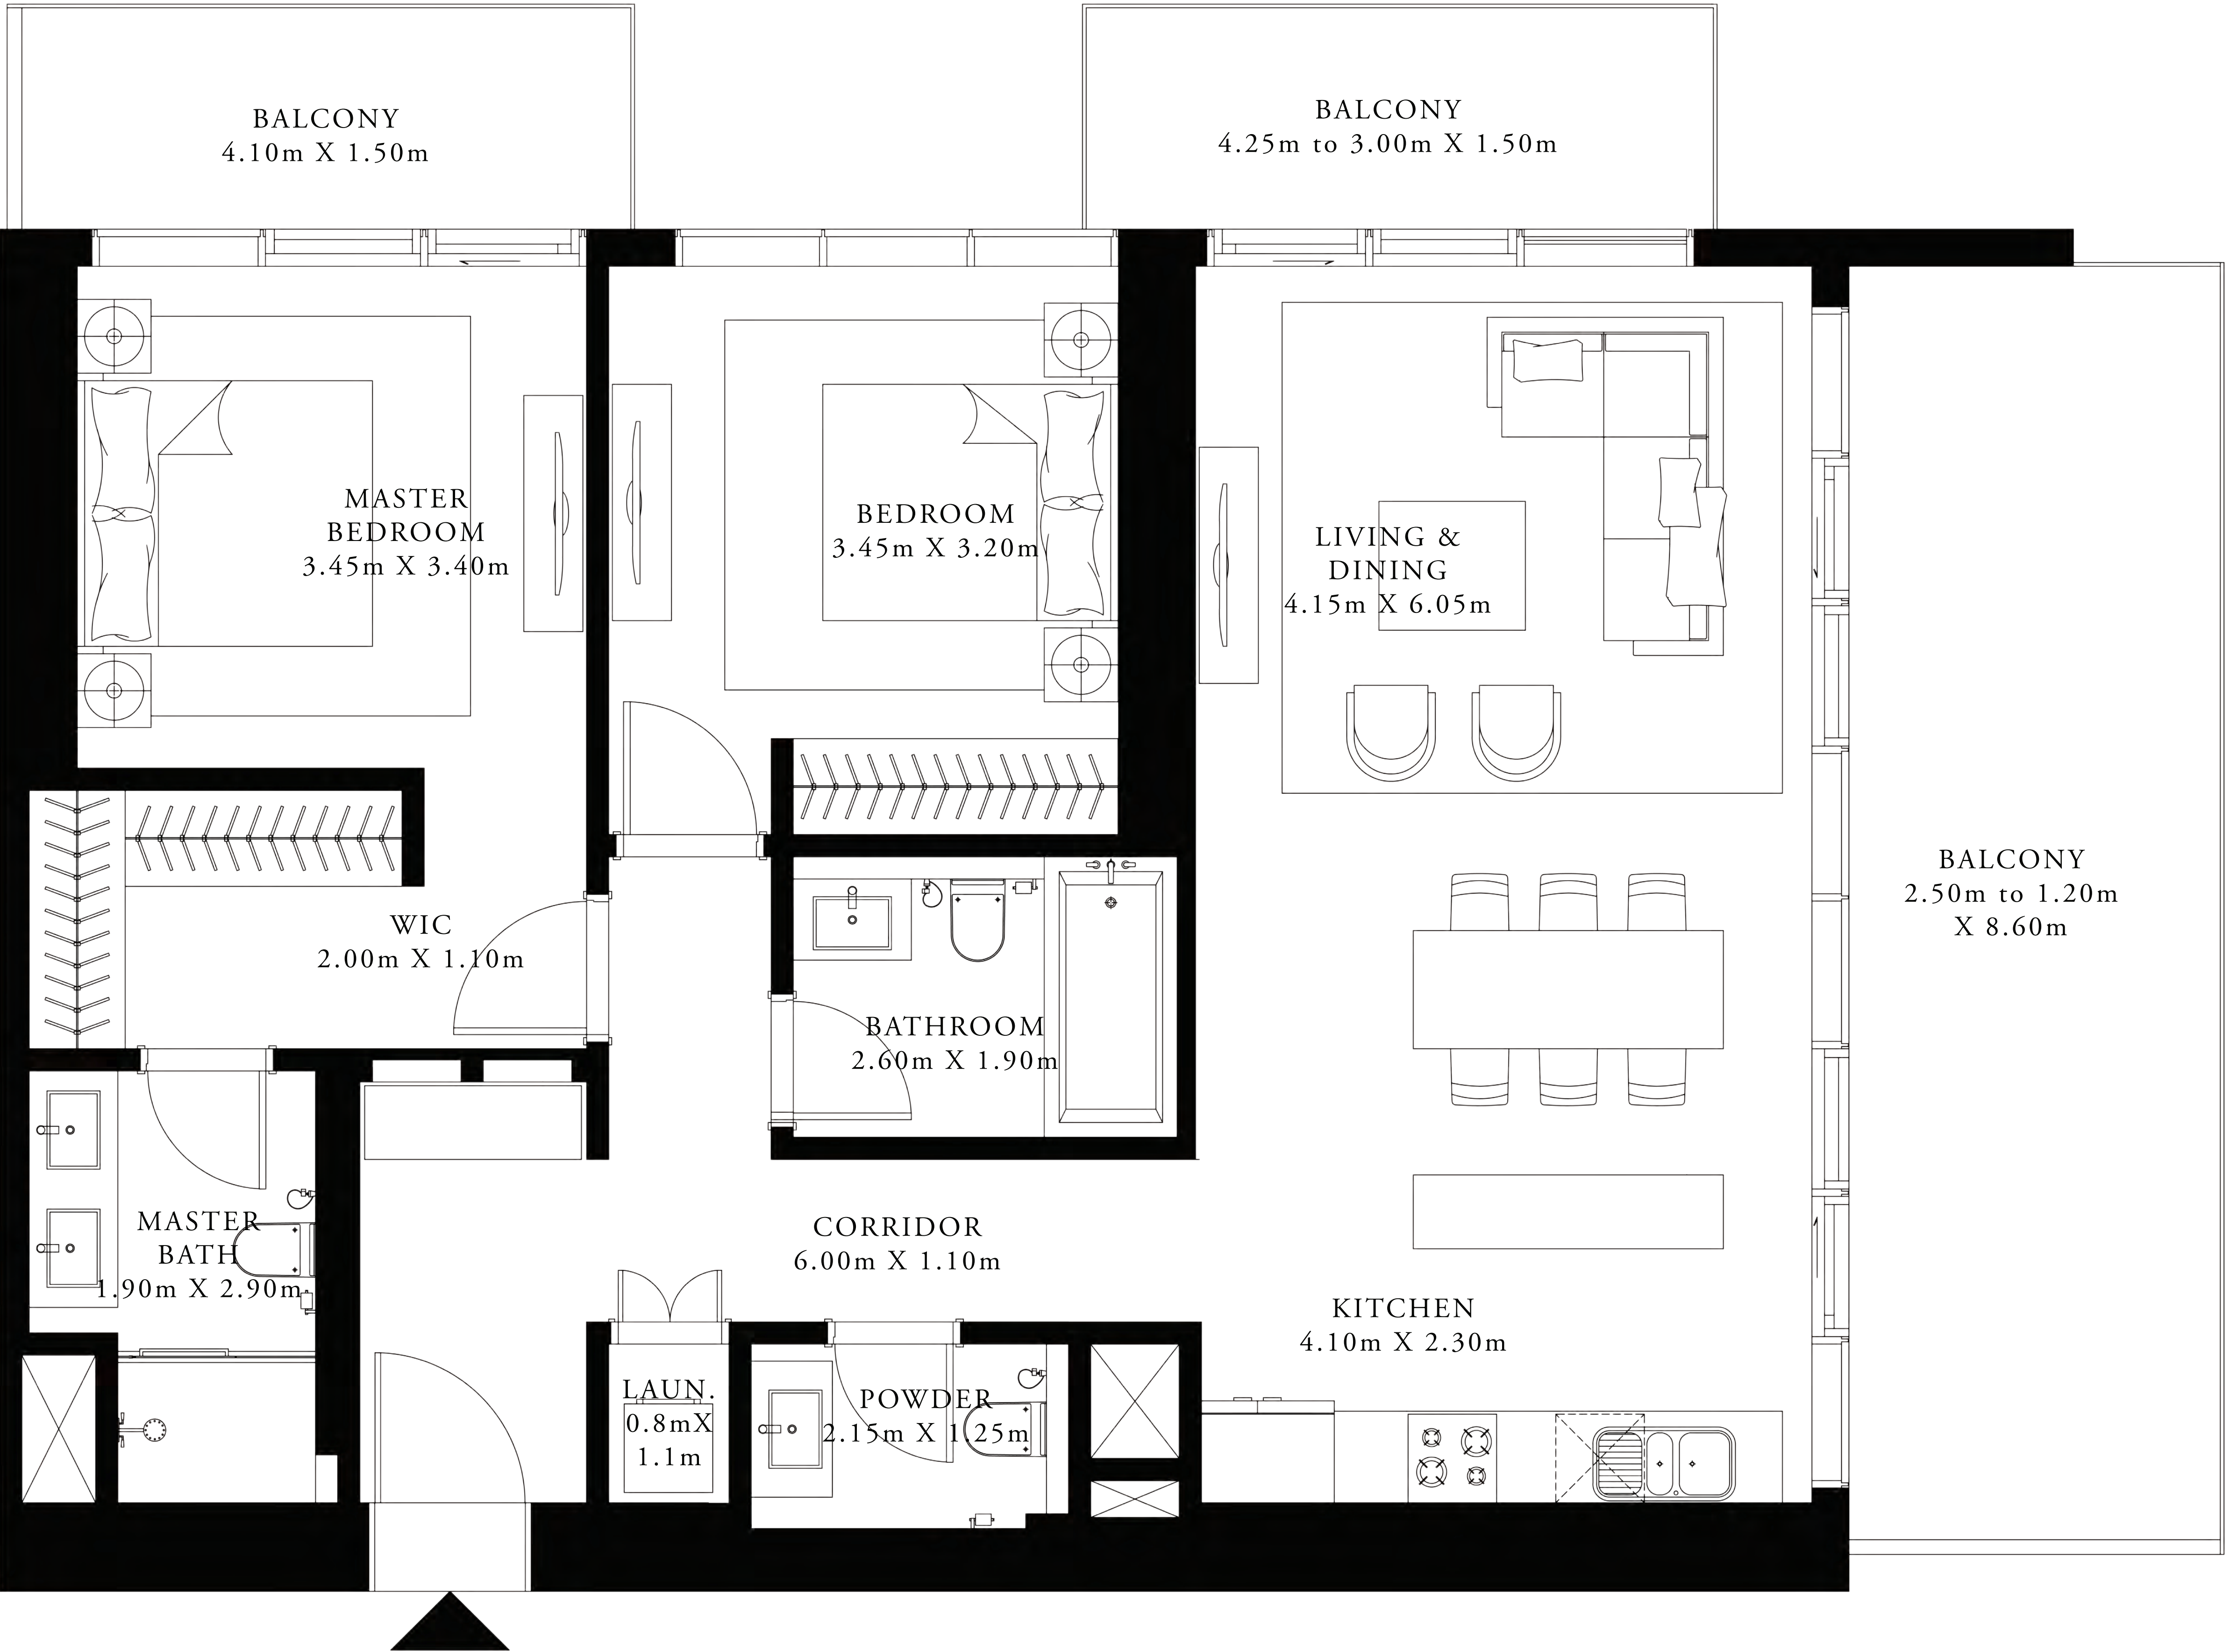 BALCONY
4.10m X 1.50m
BALCONY
4.25m to 3.00m X 1.50m
MASTER
BEDROOM
3.45m X 3.40m
BEDROOM
3.45m X 3.20m
LIVING &
DINING
4.15m X 6.05m
BALCONY
2.50m to 1.20m
X 8.60m
WIC
2.00m X 1.10m
BATHROOM
2.60m X 1.90m
MASTER
BATH
1.90m X 2.90m
CORRIDOR
6.00m X 1.10m
KITCHEN
4.10m X 2.30m
LAUN.
0.8mX
1.1m
POWDER
2.15m X 1.25m